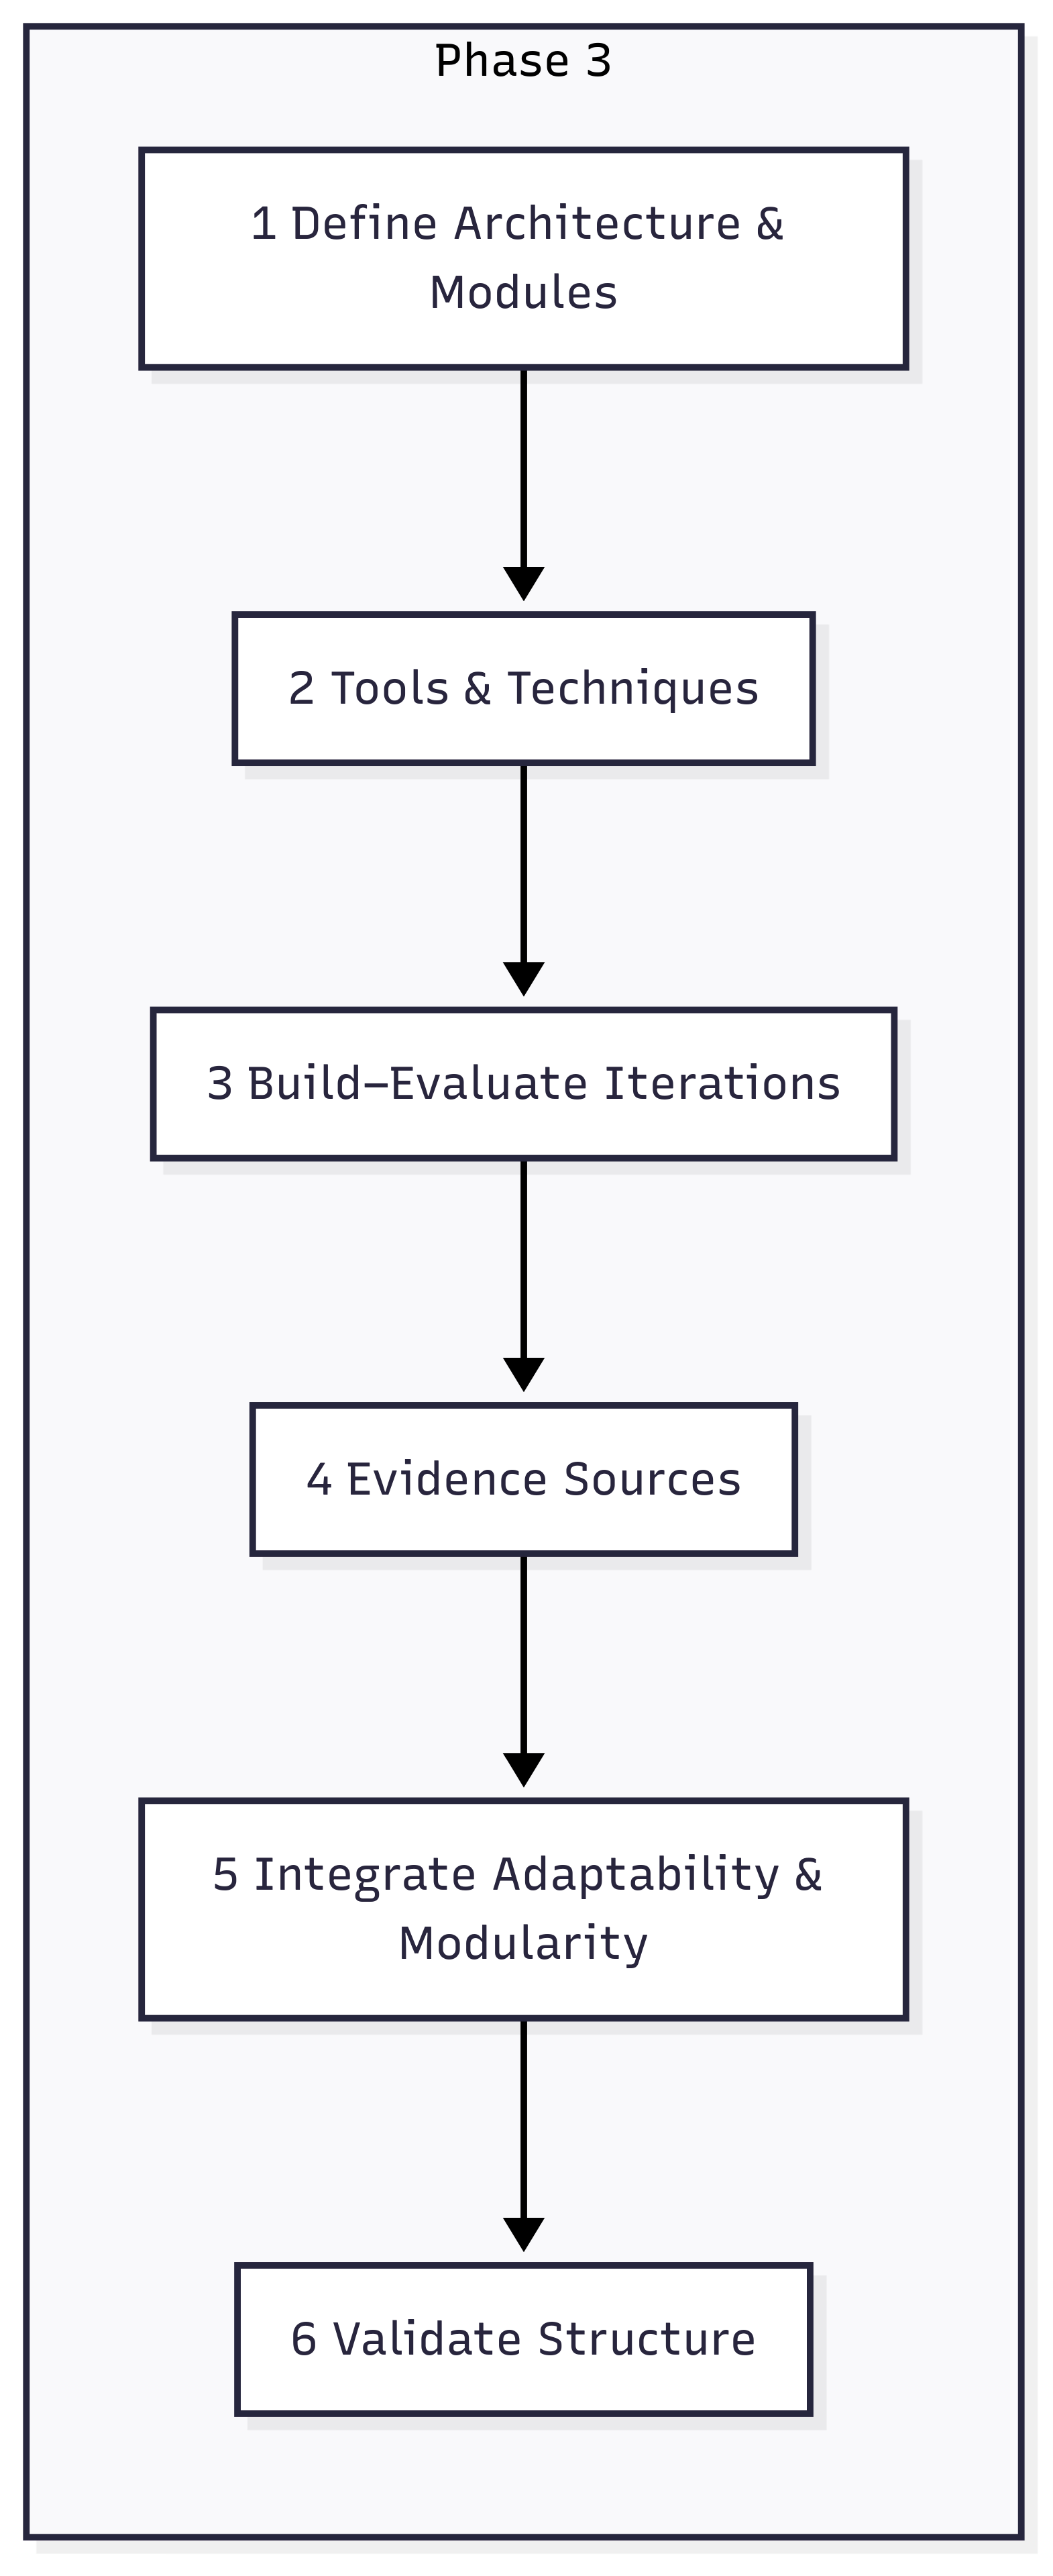 Phase 3
1 Define Architecture &
Modules
2 Tools & Techniques
3 Build–Evaluate Iterations
4 Evidence Sources
5 Integrate Adaptability &
Modularity
6 Validate Structure